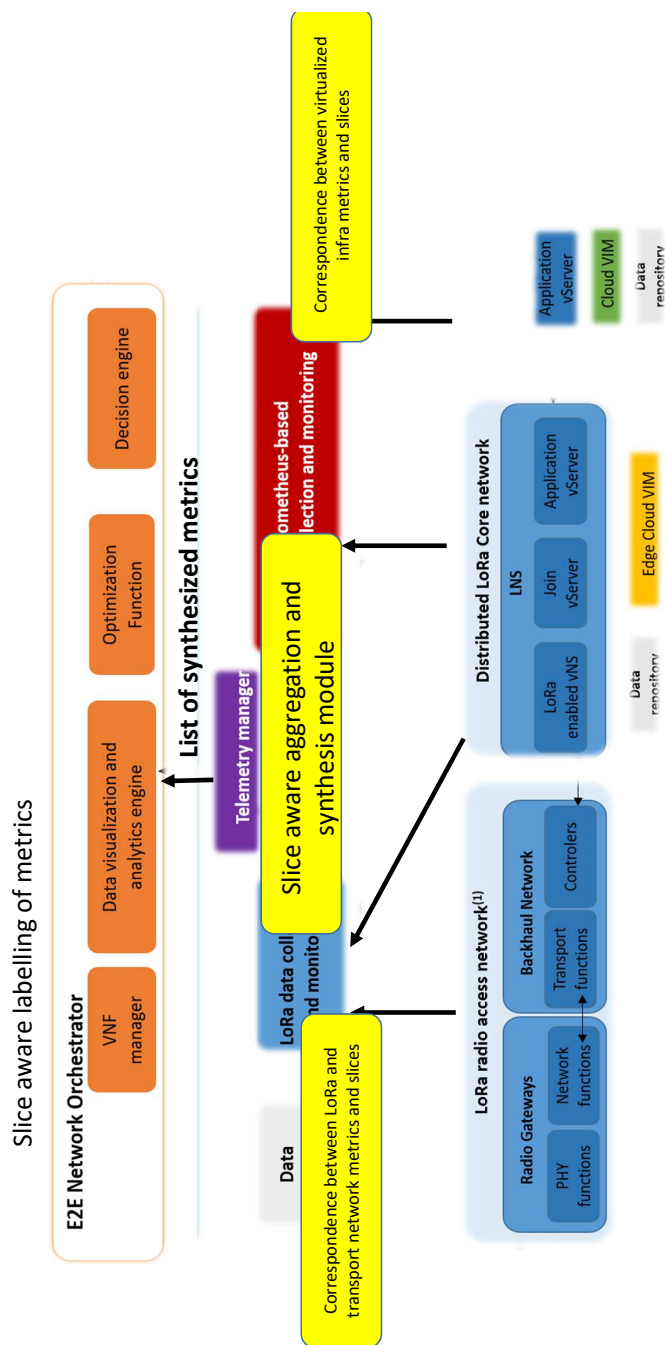 Slice aware labelling of metrics
E2E Network Orchestrator
VNF
manager
Data visualization and
analytics engine
Optimization
Function
Decision engine
List of synthesized metrics
Telemetry manager
Data
LoRa data
and
Slice aware aggregation and
synthesis module
and monitoring
Correspondence between LoRa and
transport network metrics and slices
Correspondence between virtualized
infra metrics and slices
LoRa radio access network(1)
Radio Gateways
PHY
functions
Network
functions
Backhaul Network
Transport
functions
Controlers
Distributed LoRa Core network
LNS
LoRa
enabled vNS
Join
vServer
Application
vServer
Data
repository
Edge Cloud VIM
Application
vServer
Cloud VIM
Data
repository